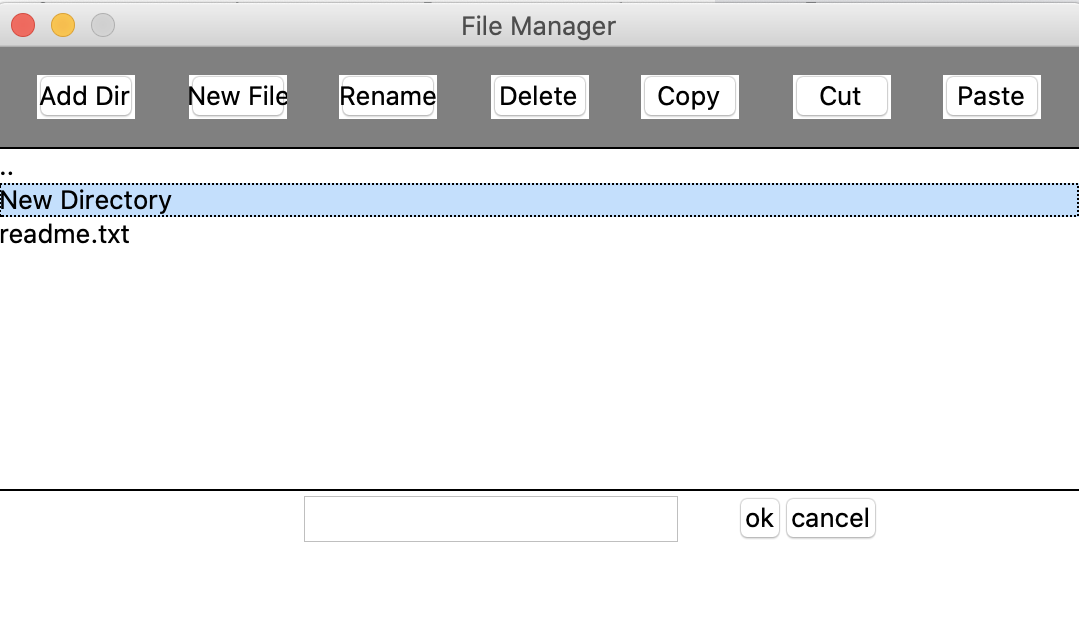 File Manager
Add Dir New File Rename Delete Copy Cut Paste
..
New Directory
readme.txt
ok cancel